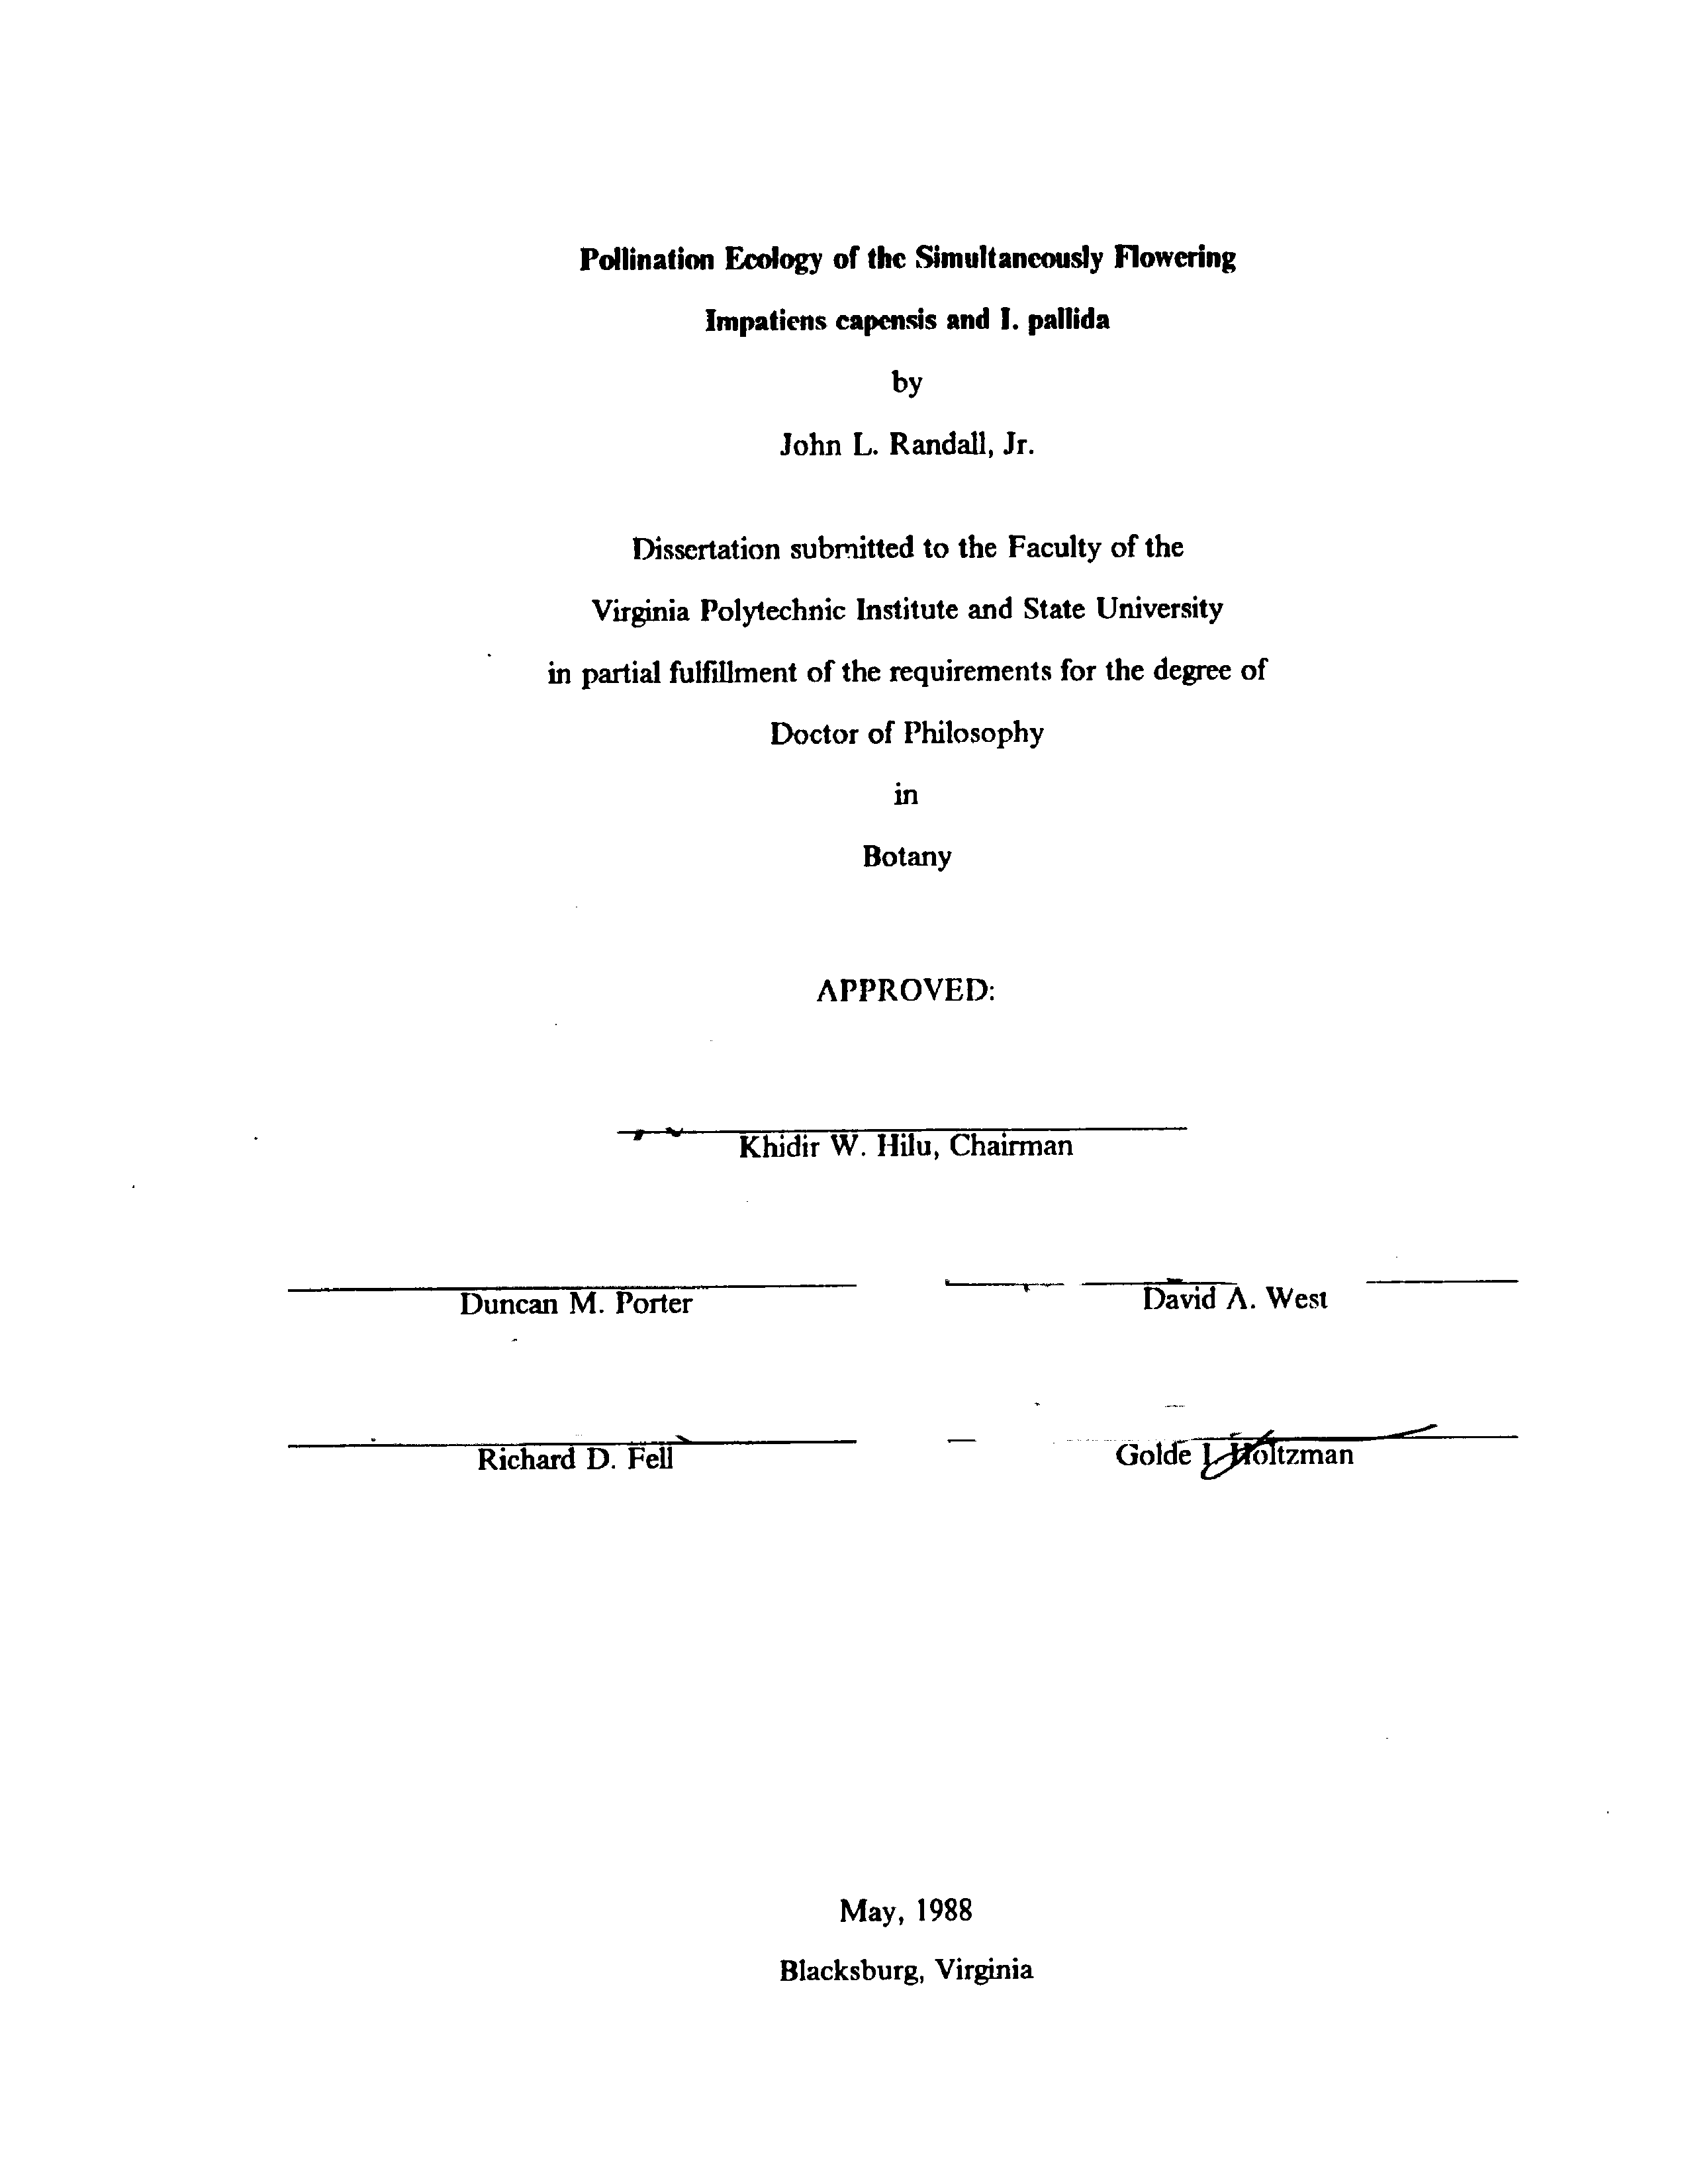 Pollination Ecology of the Simultaneously Flowering
Impatiens capensis and I. pallida
by
John L. Randall, Jr.
Dissertation submitted to the Faculty of the
Virginia Polytechnic Institute and State University
in partial fulfillment of the requirements for the degree of
Doctor of Philosophy
in
Botany
APPROVED:
Khidir W. Hilu, Chairman
Duncan M. Porter
David A. West
Richard D. Fell
Golde I. Holtzman
May, 1988
Blacksburg, Virginia